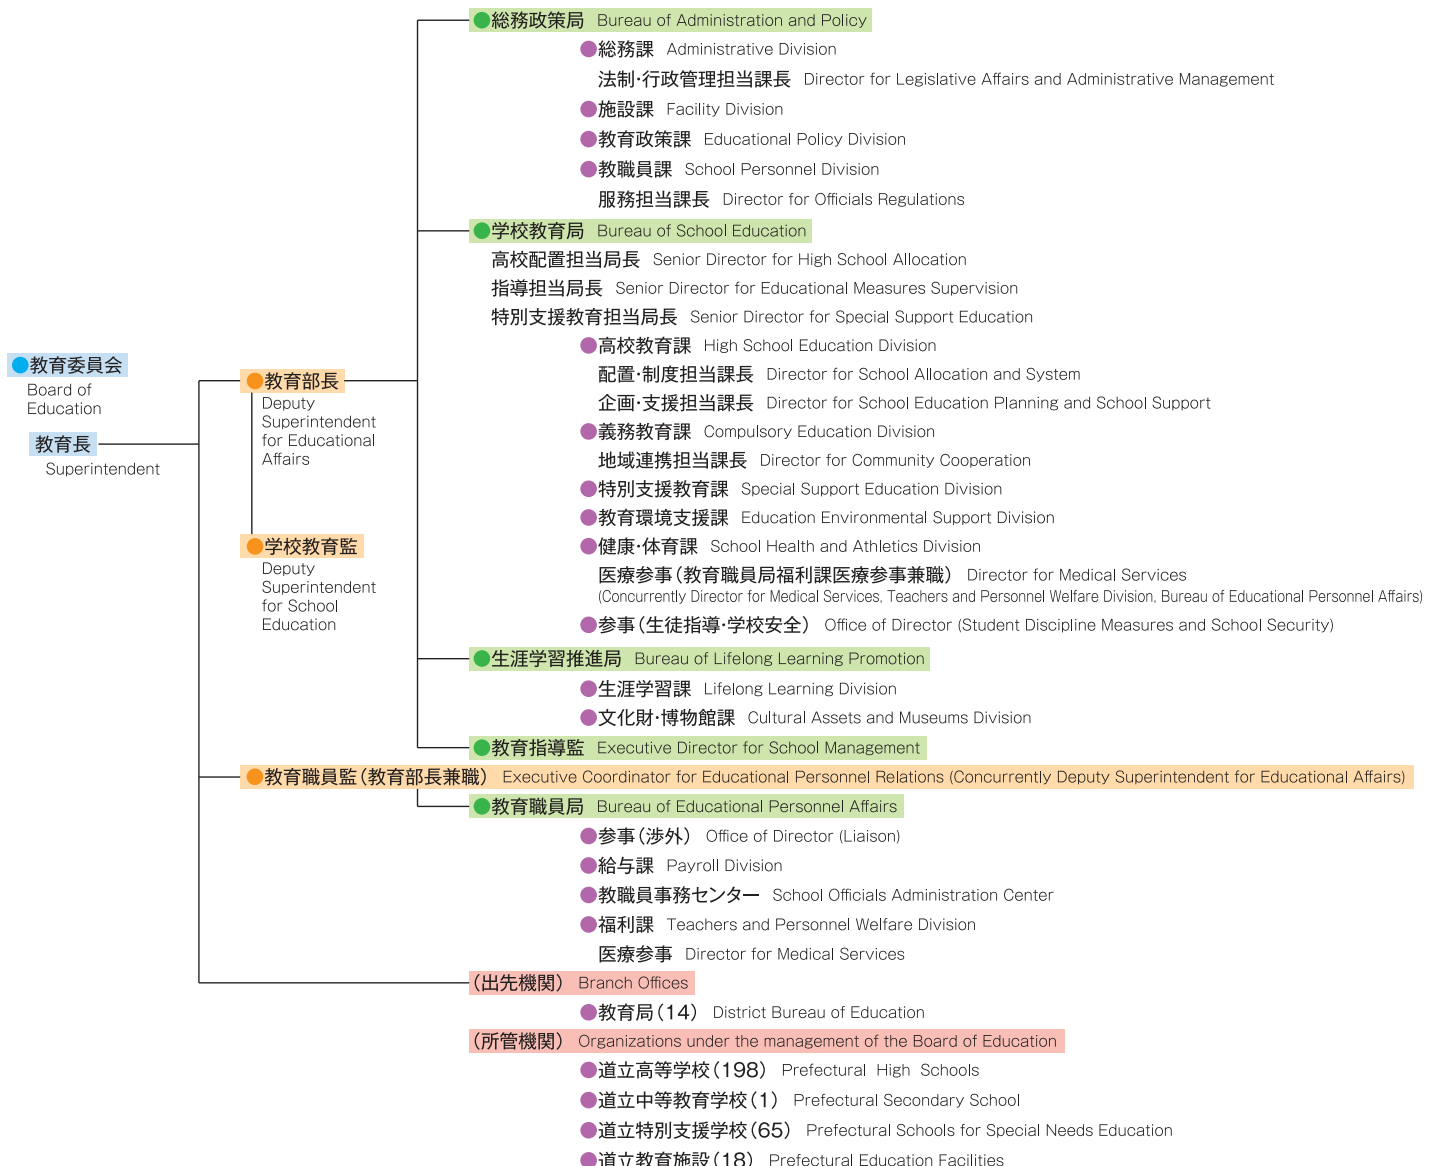 ●教育委員会
Board of
Education
教育長
Superintendent
●教育部長
Deputy
Superintendent
for Educational
Affairs
●学校教育監
Deputy
Superintendent
for School
Education
●総務政策局 Bureau of Administration and Policy
●総務課 Administrative Division
法制・行政管理担当課長 Director for Legislative Affairs and Administrative Management
●施設課 Facility Division
●教育政策課 Educational Policy Division
●教職員課 School Personnel Division
服務担当課長 Director for Officials Regulations
●学校教育局 Bureau of School Education
高校配置担当局長 Senior Director for High School Allocation
指導担当局長 Senior Director for Educational Measures Supervision
特別支援教育担当局長 Senior Director for Special Support Education
●高校教育課 High School Education Division
配置・制度担当課長 Director for School Allocation and System
企画・支援担当課長 Director for School Education Planning and School Support
●義務教育課 Compulsory Education Division
地域連携担当課長 Director for Community Cooperation
●特別支援教育課 Special Support Education Division
●教育環境支援課 Education Environmental Support Division
●健康・体育課 School Health and Athletics Division
医療参事（教育職員局福利課医療参事兼職） Director for Medical Services
(Concurrently Director for Medical Services, Teachers and Personnel Welfare Division, Bureau of Educational Personnel Affairs)
●参事（生徒指導・学校安全） Office of Director (Student Discipline Measures and School Security)
●生涯学習推進局 Bureau of Lifelong Learning Promotion
●生涯学習課 Lifelong Learning Division
●文化財・博物館課 Cultural Assets and Museums Division
●教育指導監 Executive Director for School Management
●教育職員監（教育部長兼職） Executive Coordinator for Educational Personnel Relations (Concurrently Deputy Superintendent for Educational Affairs)
●教育職員局 Bureau of Educational Personnel Affairs
●参事（渉外） Office of Director (Liaison)
●給与課 Payroll Division
●教職員事務センター School Officials Administration Center
●福利課 Teachers and Personnel Welfare Division
医療参事 Director for Medical Services
（出先機関） Branch Offices
●教育局（14） District Bureau of Education
（所管機関） Organizations under the management of the Board of Education
●道立高等学校（198） Prefectural High Schools
●道立中等教育学校（1） Prefectural Secondary School
●道立特別支援学校（65） Prefectural Schools for Special Needs Education
●道立教育施設（18） Prefectural Education Facilities